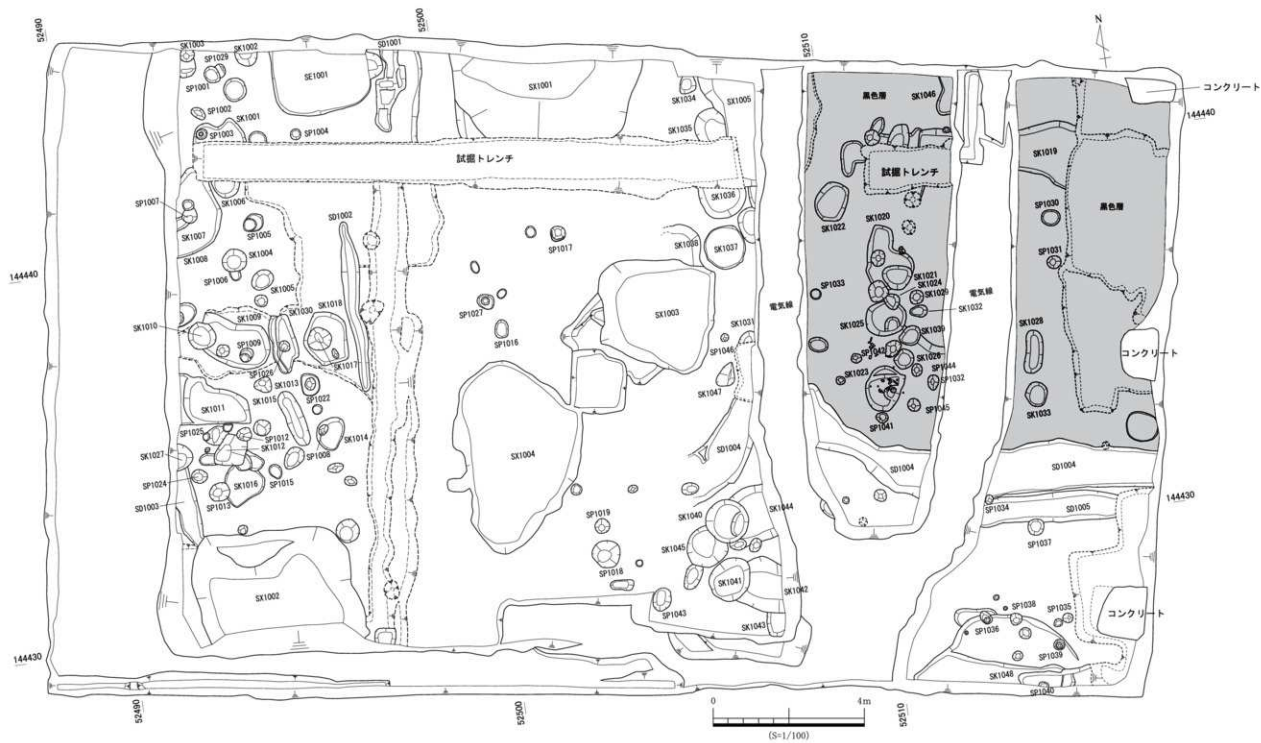 52490
52500
52510
N
SK1003
SK1002
SD1001
SP1029
SP1001
SE1001
SX1001
SK1034
SX1005
黒色層
SK1046
コンクリート
144440
SP1002
SK1001
SP1003
SP1004
SK1035
試掘トレンチ
試掘トレンチ
SK1019
SP1007
SK1006
SK1036
SP1030
黒色層
SK1007
SP1005
SD1002
SP1017
SK1022
SK1020
SK1008
SK1004
SK1038
SK1037
SP1031
144440
SP1006
SK1005
SK1021
SK1024
SP1033
SK1029
電気線
電気線
SK1032
SK1018
SP1027
SK1003
SK1030
SK1009
SK1010
SP1009
SP1016
SK1031
SP1046
SK1025
SK1039
SK1028
コンクリート
SK1017
SP1042
SK1026
SP1026
SK1013
SK1023
SP1044
SP1032
SK1047
SK1015
SP1022
SK1011
SK1033
SP1045
SP1041
SP1025
SP1012
SK1012
SK1014
SX1004
SD1004
SD1004
SD1004
SK1027
SP1008
SP1024
SK1016
SP1015
SP1013
SD1003
144430
SP1034
SD1005
SK1040
SK1044
SP1019
SP1037
SK1045
SP1018
SX1002
SK1041
SK1042
コンクリート
SP1043
SK1043
SP1038
SP1035
SP1036
SP1039
144430
SK1048
SP1040
52490
52500
52510
0 4m
(S=1/100)